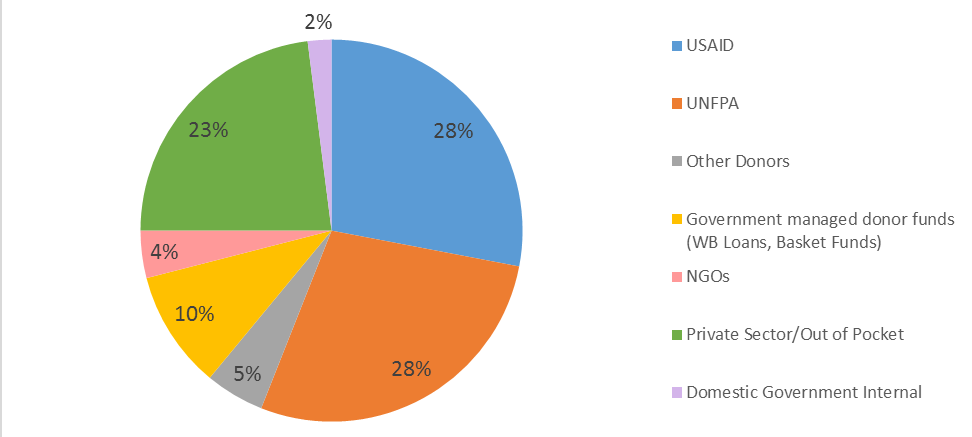 2%
28%
23%
4%
10%
5%
28%
USAID
UNFPA
Other Donors
Government managed donor funds
(WB Loans, Basket Funds)
NGOs
Private Sector/Out of Pocket
Domestic Government Internal